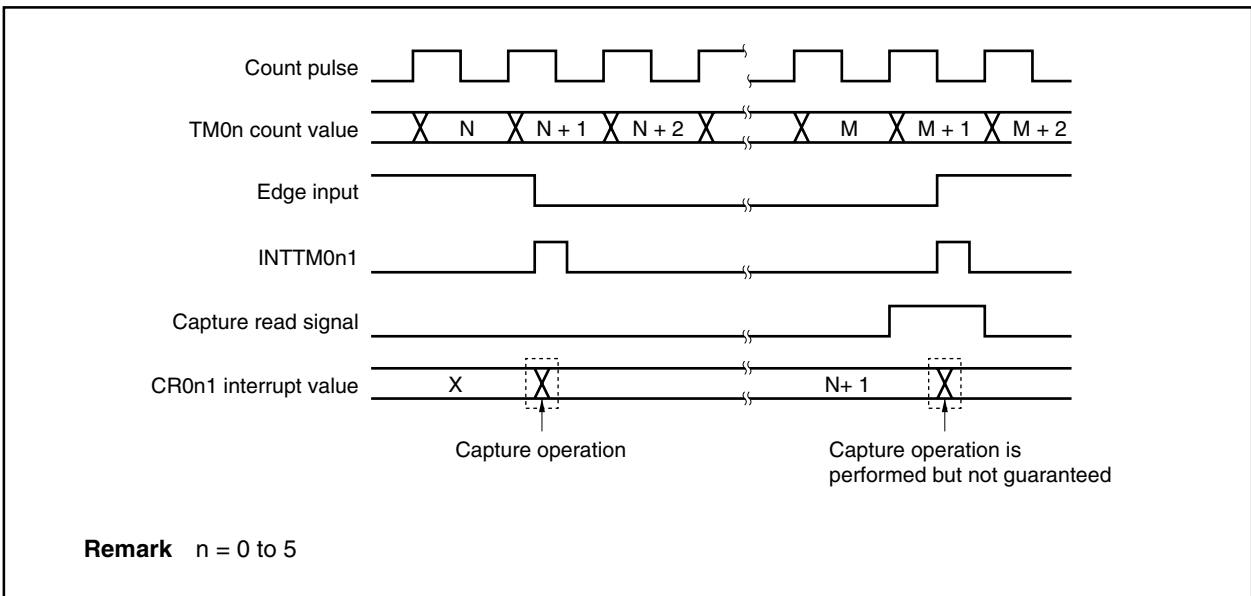 Count pulse
TM0n count value
N
N + 1
N + 2
M
M + 1
M + 2
Edge input
INTTM0n1
Capture read signal
CR0n1 interrupt value
X
N+ 1
Capture operation
Capture operation is
performed but not guaranteed
Remark n = 0 to 5